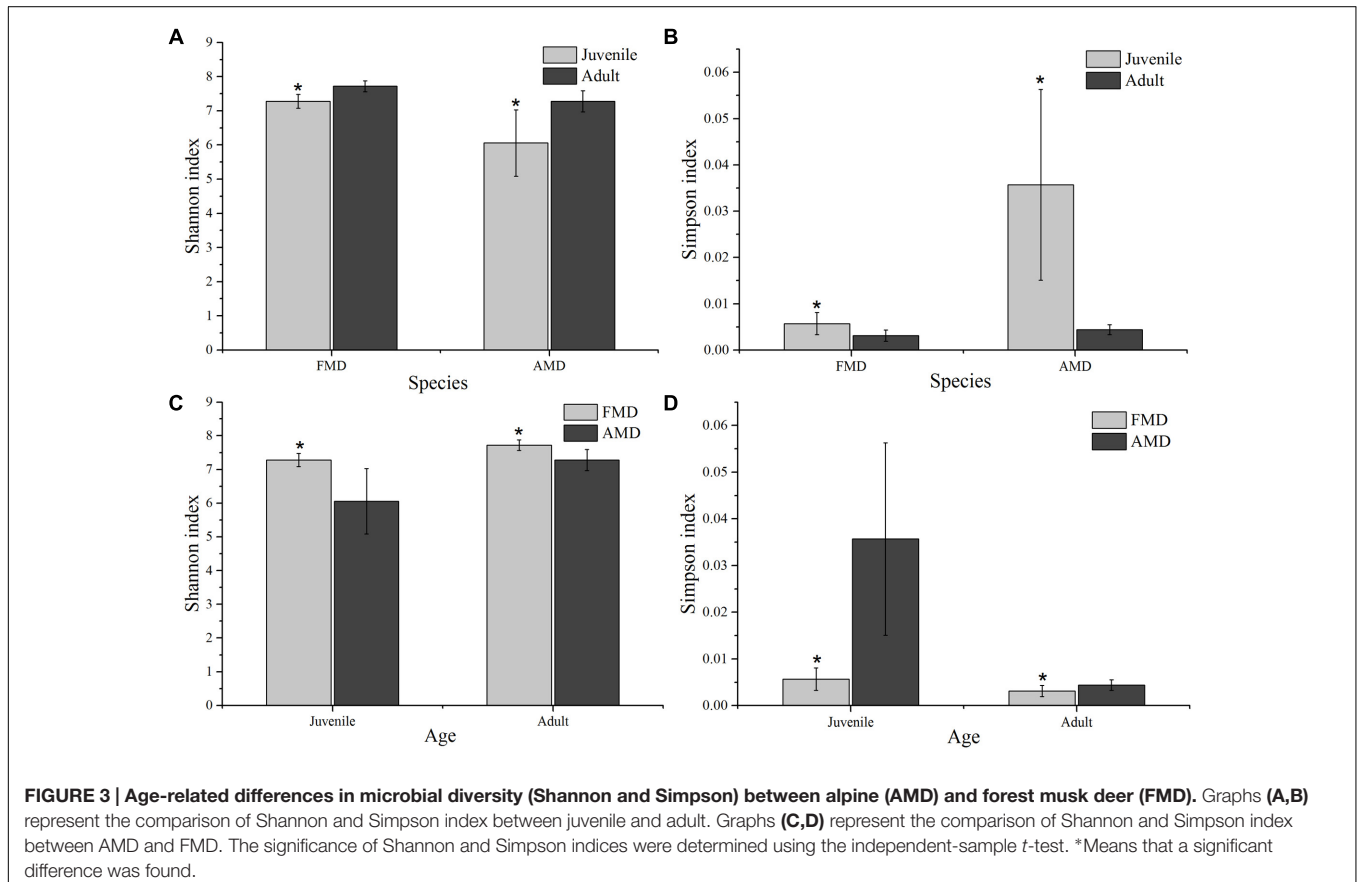 A
9
8
7
6
5
4
3
2
1
0
Shannon index
Juvenile
Adult
*
*
FMD
AMD
Species
B
0.06
0.05
0.04
0.03
0.02
0.01
0.00
Simpson index
Juvenile
Adult
*
*
FMD
AMD
Species
C
9
8
7
6
5
4
3
2
1
0
Shannon index
FMD
AMD
*
*
Juvenile
Adult
Age
D
0.06
0.05
0.04
0.03
0.02
0.01
0.00
Simpson index
FMD
AMD
*
*
Juvenile
Adult
Age
FIGURE 3 | Age-related differences in microbial diversity (Shannon and Simpson) between alpine (AMD) and forest musk deer (FMD). Graphs (A,B)
represent the comparison of Shannon and Simpson index between juvenile and adult. Graphs (C,D) represent the comparison of Shannon and Simpson index
between AMD and FMD. The significance of Shannon and Simpson indices were determined using the independent-sample t-test. *Means that a significant
difference was found.